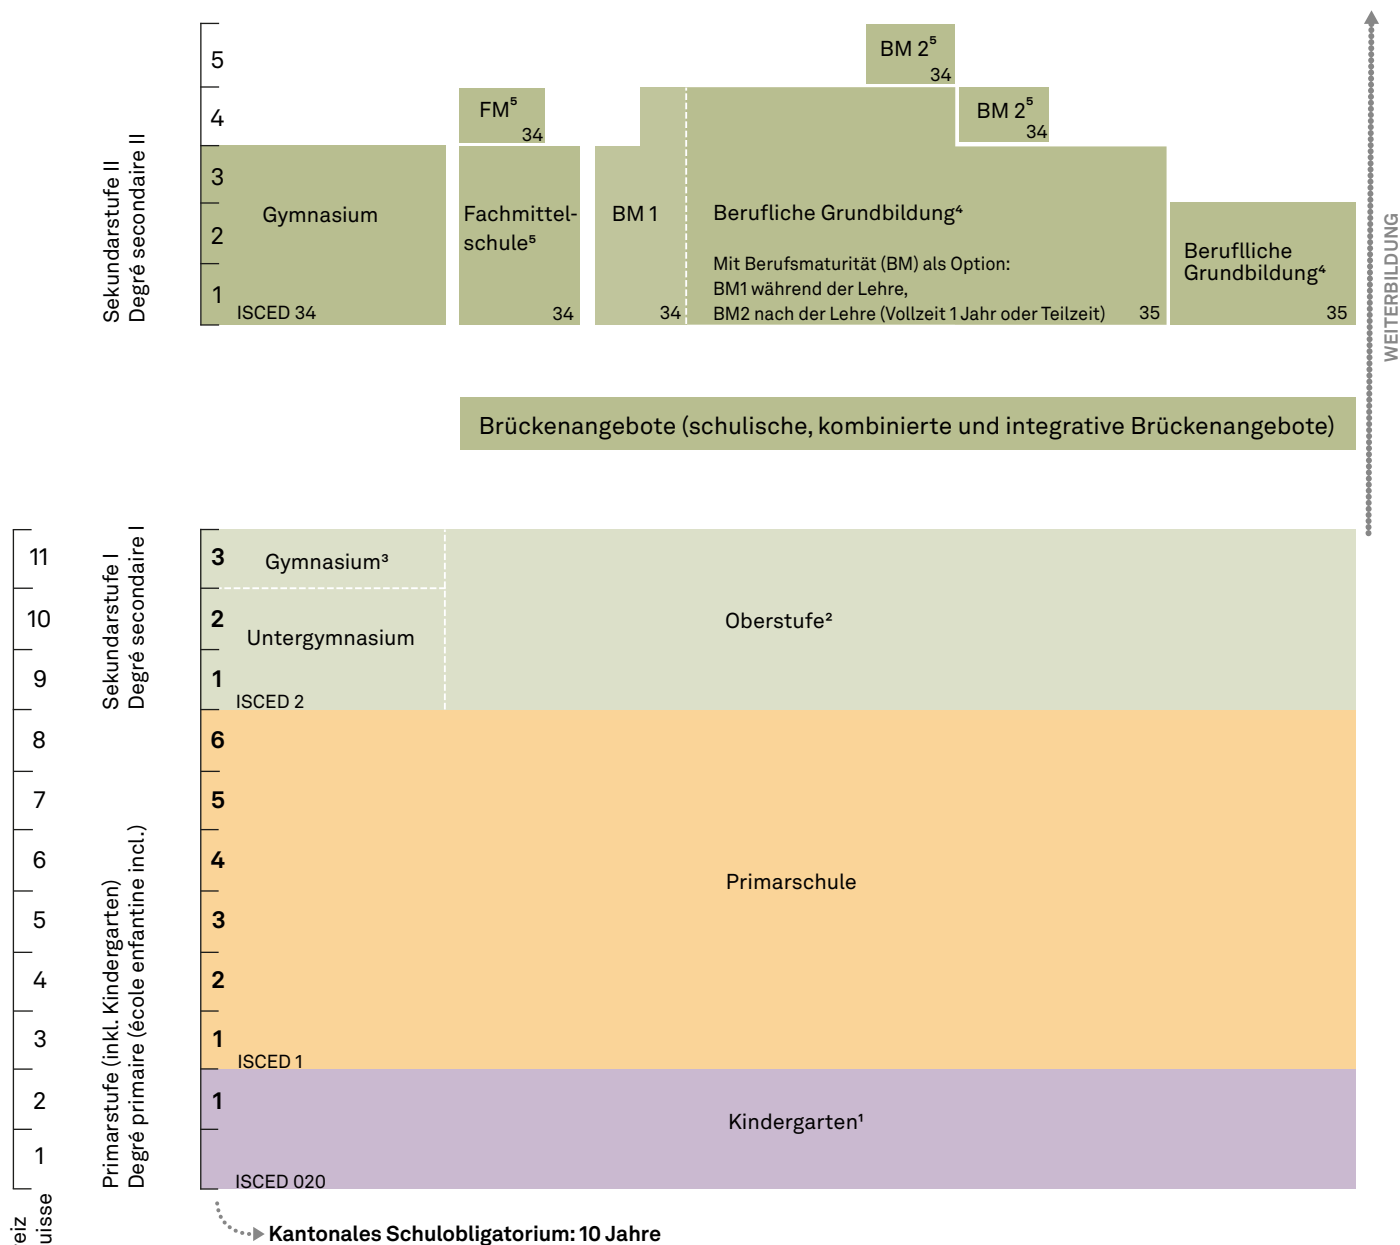 5
BM 2⁵
34
4
FM⁵
34
BM 2⁵
34
Sekundarstufe II
Degré secondaire II
3
2
1
Gymnasium
ISCED 34
Fachmittel-
schule⁵
34
BM 1
34
Berufliche Grundbildung⁴
Mit Berufsmaturität (BM) als Option:
BM1 während der Lehre,
BM2 nach der Lehre (Vollzeit 1 Jahr oder Teilzeit)
35
Beruflliche
Grundbildung⁴
35
WEITERBILDUNG
Brückenangebote (schulische, kombinierte und integrative Brückenangebote)
11
10
9
Sekundarstufe I
Degré secondaire I
3
2
1
Gymnasium³
Untergymnasium
ISCED 2
Oberstufe²
8
7
6
5
4
3
2
1
Primarstufe (inkl. Kindergarten)
Degré primaire (école enfantine incl.)
6
5
4
3
2
1
Primarschule
ISCED 1
1
Kindergarten¹
ISCED 020
eiz
uisse
Kantonales Schulobligatorium: 10 Jahre